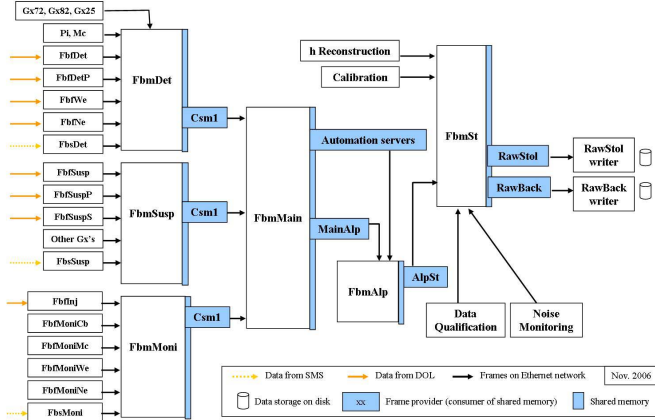 Gx72, Gx82, Gx25
Pi, Mc
FbfDet
FbfDetP
FbfWe
FbfNe
FbsDet
FbmDet
Csm1
FbfSusp
FbfSuspP
FbfSuspS
Other Gx's
FbsSusp
FbmSusp
Csm1
FbfInj
FbfMoniCb
FbfMoniMc
FbfMoniWe
FbfMoniNe
FbsMoni
FbmMoni
Csm1
FbmMain
Automation servers
MainAlp
FbmAlp
AlpSt
h Reconstruction
Calibration
FbmSt
RawStol
RawBack
RawStol
writer
RawBack
writer
Data
Qualification
Noise
Monitoring
Data from SMS
Data from DOL
Frames on Ethernet network
Nov. 2006
Data storage on disk
xx
Frame provider (consumer of shared memory)
Shared memory